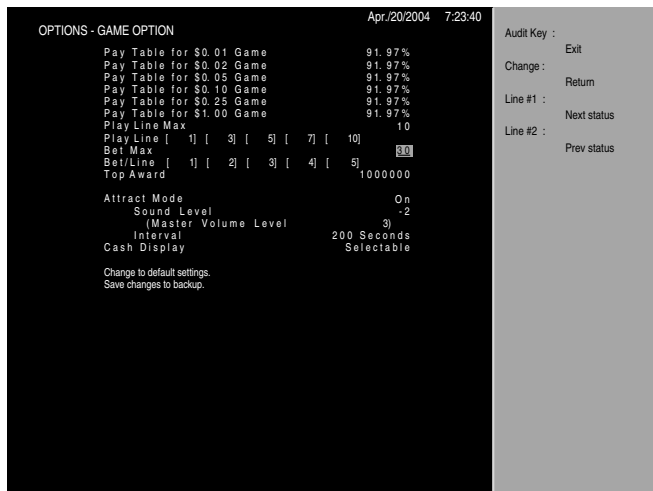 Apr./20/2004 7:23:40
OPTIONS - GAME OPTION
Pay Table for $0.01 Game 91.97%
Pay Table for $0.02 Game 91.97%
Pay Table for $0.05 Game 91.97%
Pay Table for $0.10 Game 91.97%
Pay Table for $0.25 Game 91.97%
Pay Table for $1.00 Game 91.97%
Play Line Max 10
Play Line [ 1] [ 3] [ 5] [ 7] [ 10]
Bet Max 30
Bet/Line [ 1] [ 2] [ 3] [ 4] [ 5]
Top Award 1000000
Attract Mode On
Sound Level -2
(Master Volume Level 3)
Interval 200 Seconds
Cash Display Selectable
Change to default settings.
Save changes to backup.
Audit Key :
Exit
Change :
Return
Line #1 :
Next status
Line #2 :
Prev status